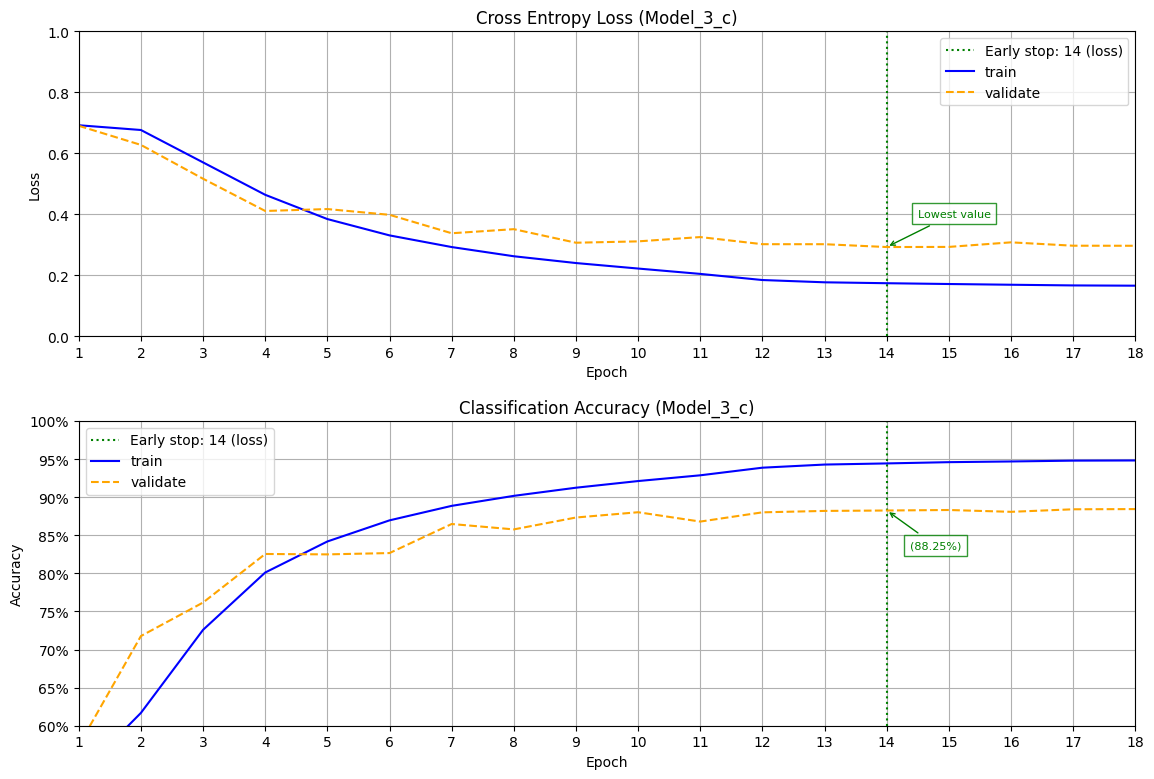 Cross Entropy Loss (Model_3_c)
1.0
0.8
0.6
0.4
0.2
0.0
Loss
Early stop: 14 (loss)
train
validate
Lowest value
1 2 3 4 5 6 7 8 9 10 11 12 13 14 15 16 17 18
Epoch
Classification Accuracy (Model_3_c)
100%
95%
90%
85%
80%
75%
70%
65%
60%
Accuracy
Early stop: 14 (loss)
train
validate
(88.25%)
1 2 3 4 5 6 7 8 9 10 11 12 13 14 15 16 17 18
Epoch